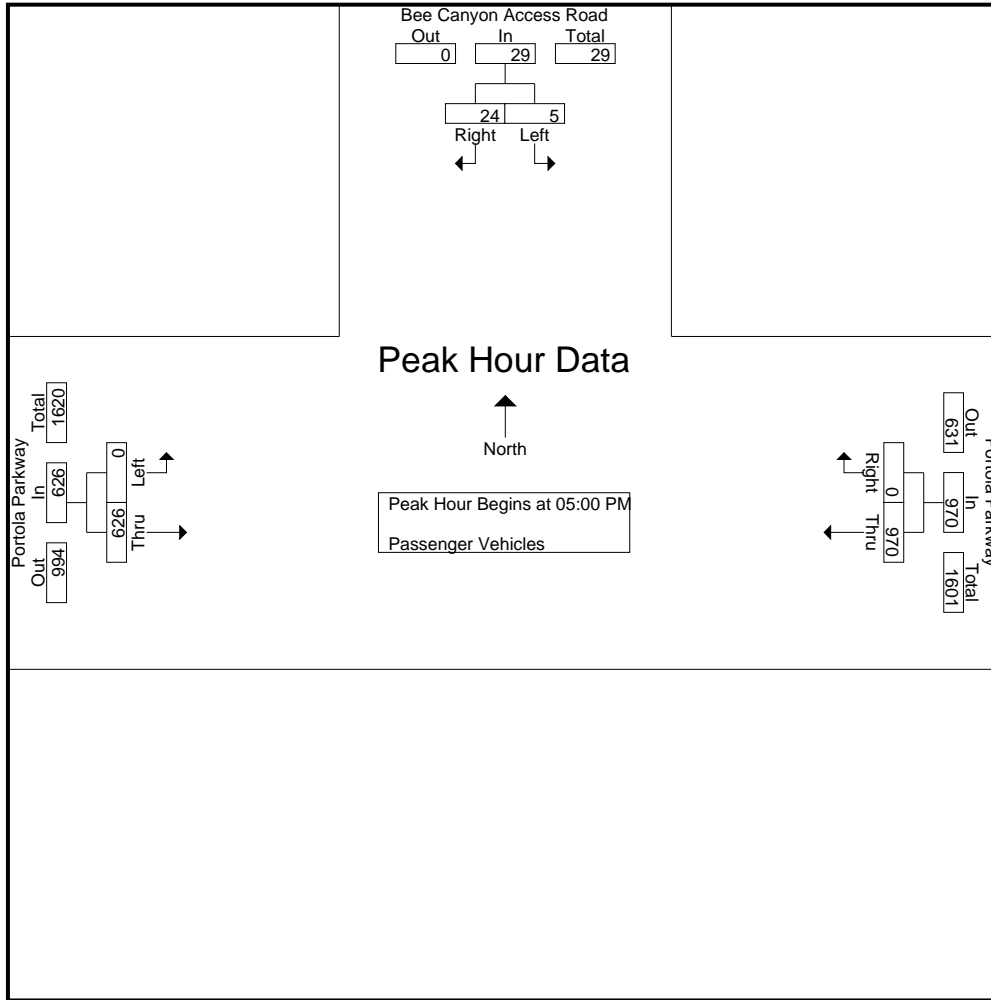 Bee Canyon Access Road
Out In Total
0 29 29
24 5
Right Left
Peak Hour Data
North
Peak Hour Begins at 05:00 PM
Passenger Vehicles
Portola Parkway
Total In Out
1620 626 994
0 626
Left Thru
Portola Parkway
Out In Total
631 970 1601
0 970
Right Thru